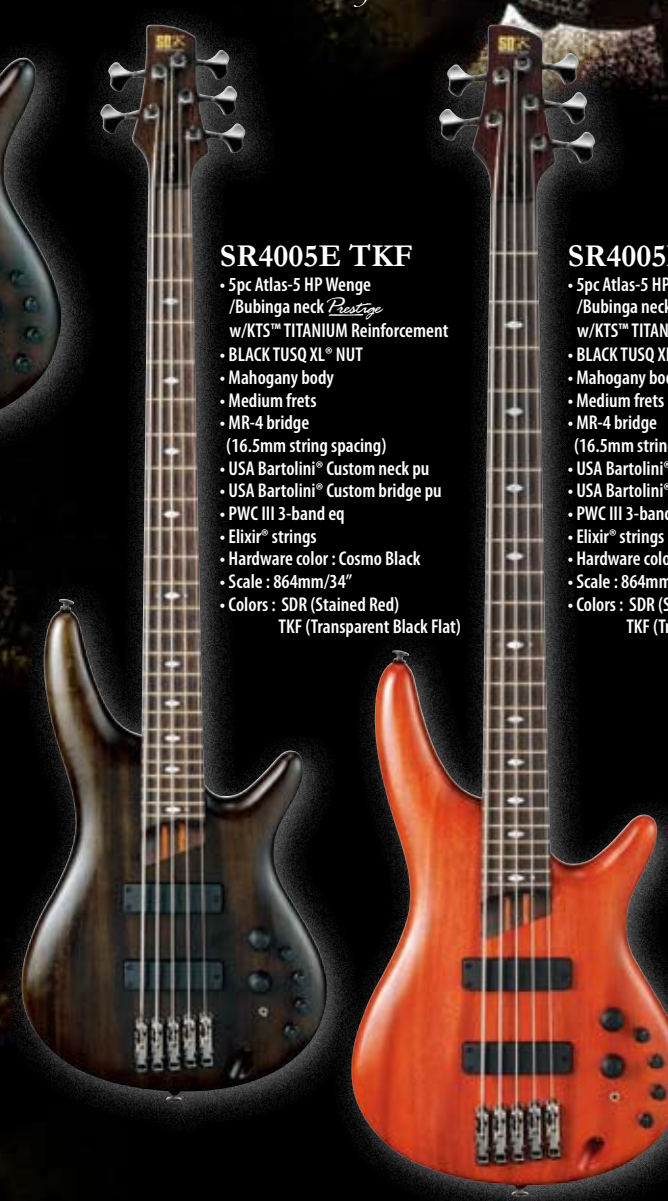 SR4005E TKF
• 5pc Atlas-5 HP Wenge
/Bubinga neck Prestige
w/KTS™ TITANIUM Reinforcement
• BLACK TUSQ XL® NUT
• Mahogany body
• Medium frets
• MR-4 bridge
(16.5mm string spacing)
• USA Bartolini® Custom neck pu
• USA Bartolini® Custom bridge pu
• PWC III 3-band eq
• Elixir® strings
• Hardware color : Cosmo Black
• Scale : 864mm/34″
• Colors : SDR (Stained Red)
TKF (Transparent Black Flat)
SR4005
• 5pc Atlas-5 HP
/Bubinga neck
w/KTS™ TITAN
• BLACK TUSQ X
• Mahogany bo
• Medium frets
• MR-4 bridge
(16.5mm strin
• USA Bartolini®
• USA Bartolini®
• PWC III 3-band
• Elixir® strings
• Hardware colo
• Scale : 864mm
• Colors : SDR (S
TKF (Tr